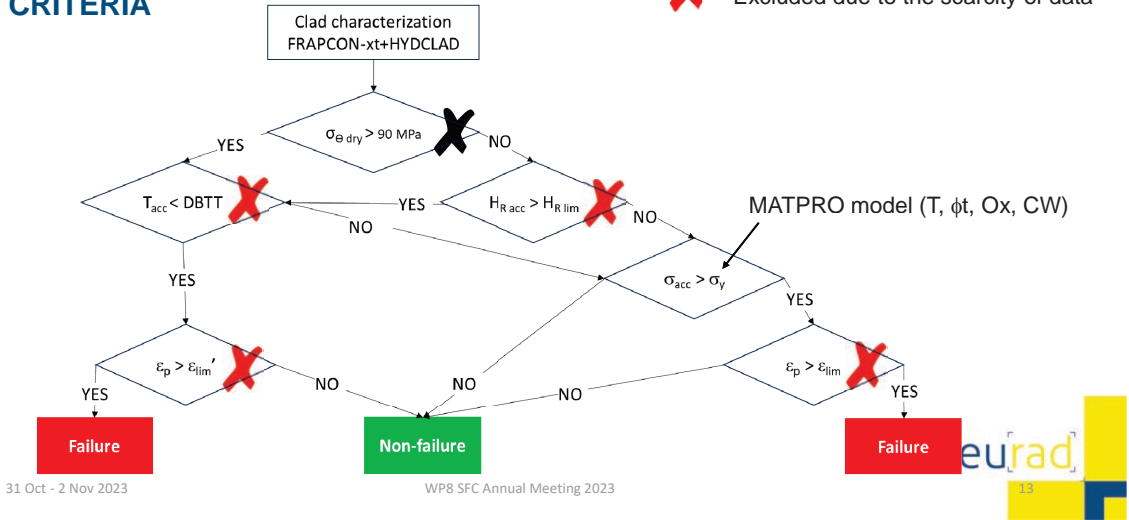 CRITERIA
Excluded due to the scarcity of data
Clad characterization
FRAPCON-xt+HYDCLAD
σΘ dry > 90 MPa
YES
NO
Tacc < DBTT
YES
HR acc > HR lim
NO
NO
MATPRO model (T, ϕt, Ox, CW)
σacc > σy
YES
YES
εp > εlim’
εp > εlim
NO
NO
NO
YES
YES
Failure
Non-failure
Failure
eurad
31 Oct - 2 Nov 2023
WP8 SFC Annual Meeting 2023
13